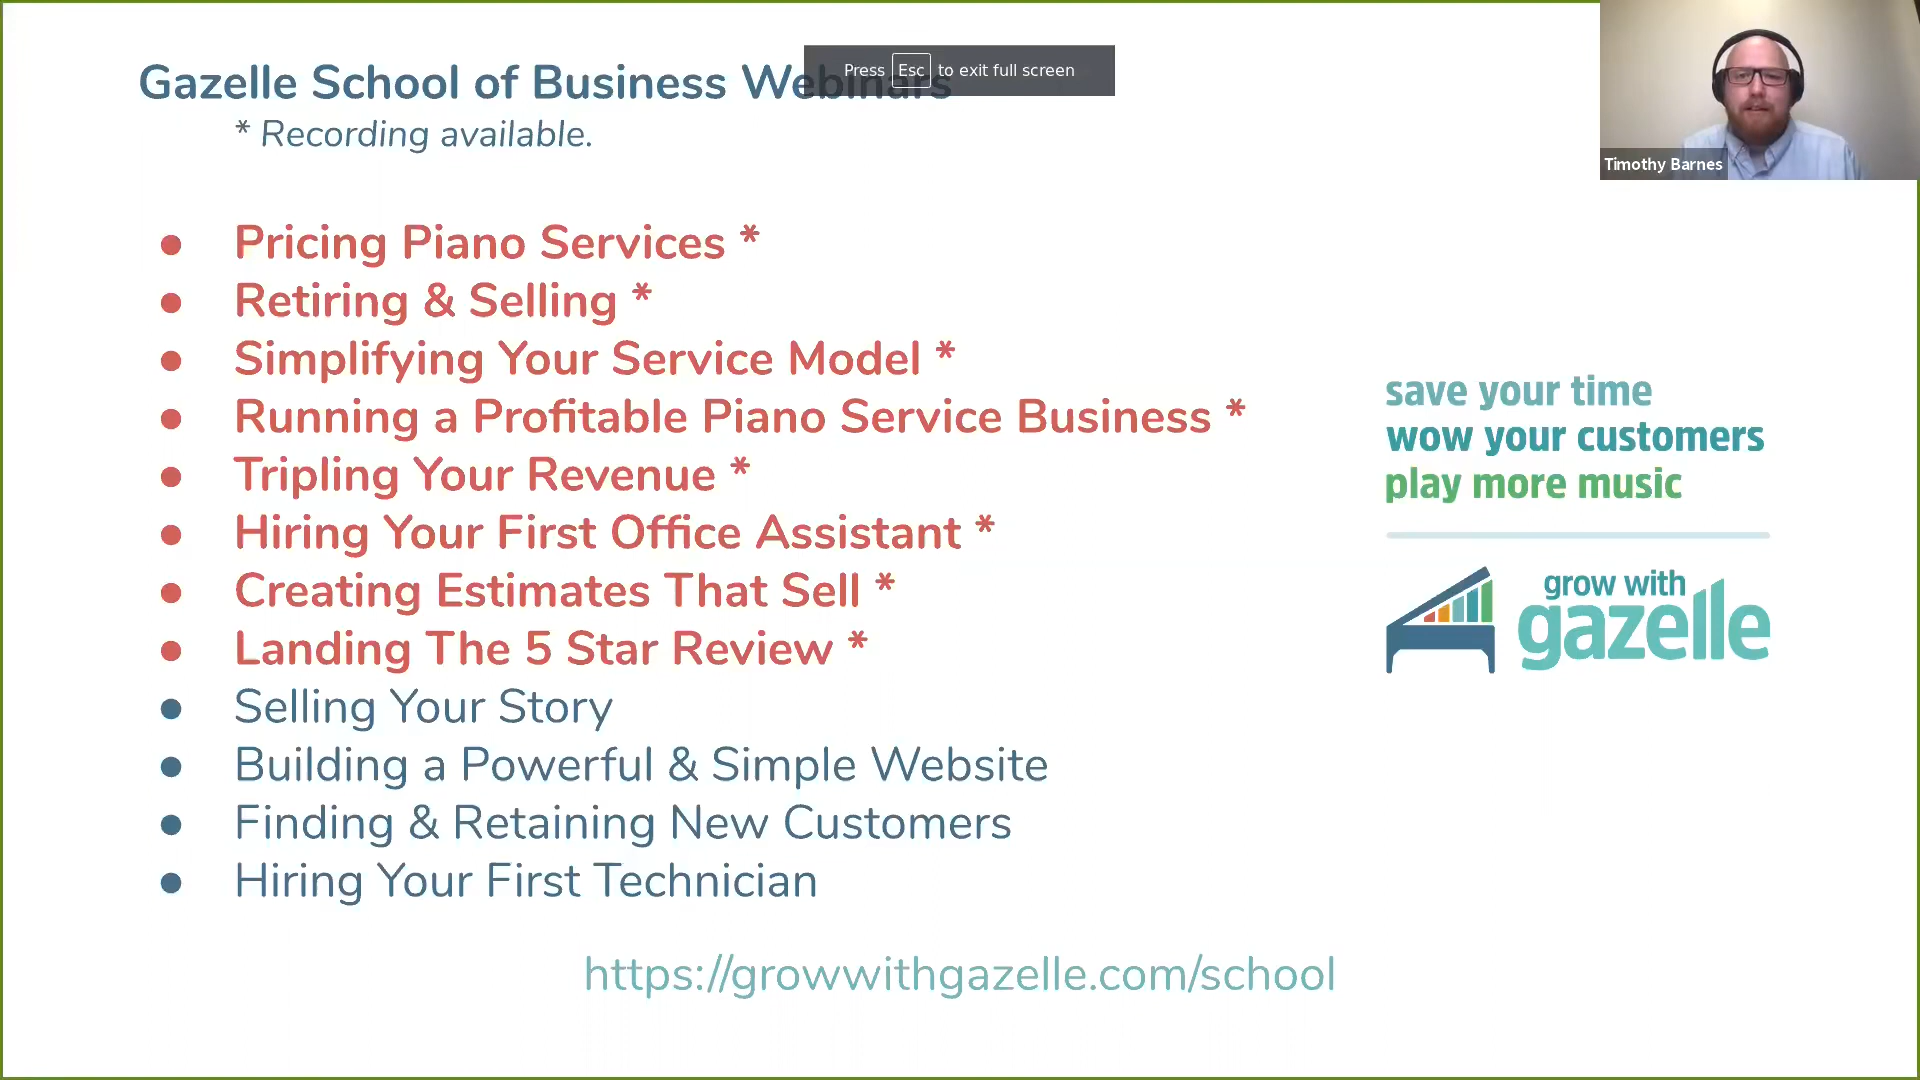 Gazelle School of Business Webinars
Press Esc to exit full screen
* Recording available.
Timothy Barnes
● Pricing Piano Services *
● Retiring & Selling *
● Simplifying Your Service Model *
● Running a Profitable Piano Service Business *
● Tripling Your Revenue *
● Hiring Your First Office Assistant *
● Creating Estimates That Sell *
● Landing The 5 Star Review *
● Selling Your Story
● Building a Powerful & Simple Website
● Finding & Retaining New Customers
● Hiring Your First Technician
save your time
wow your customers
play more music
grow with
gazelle
https://growwithgazelle.com/school